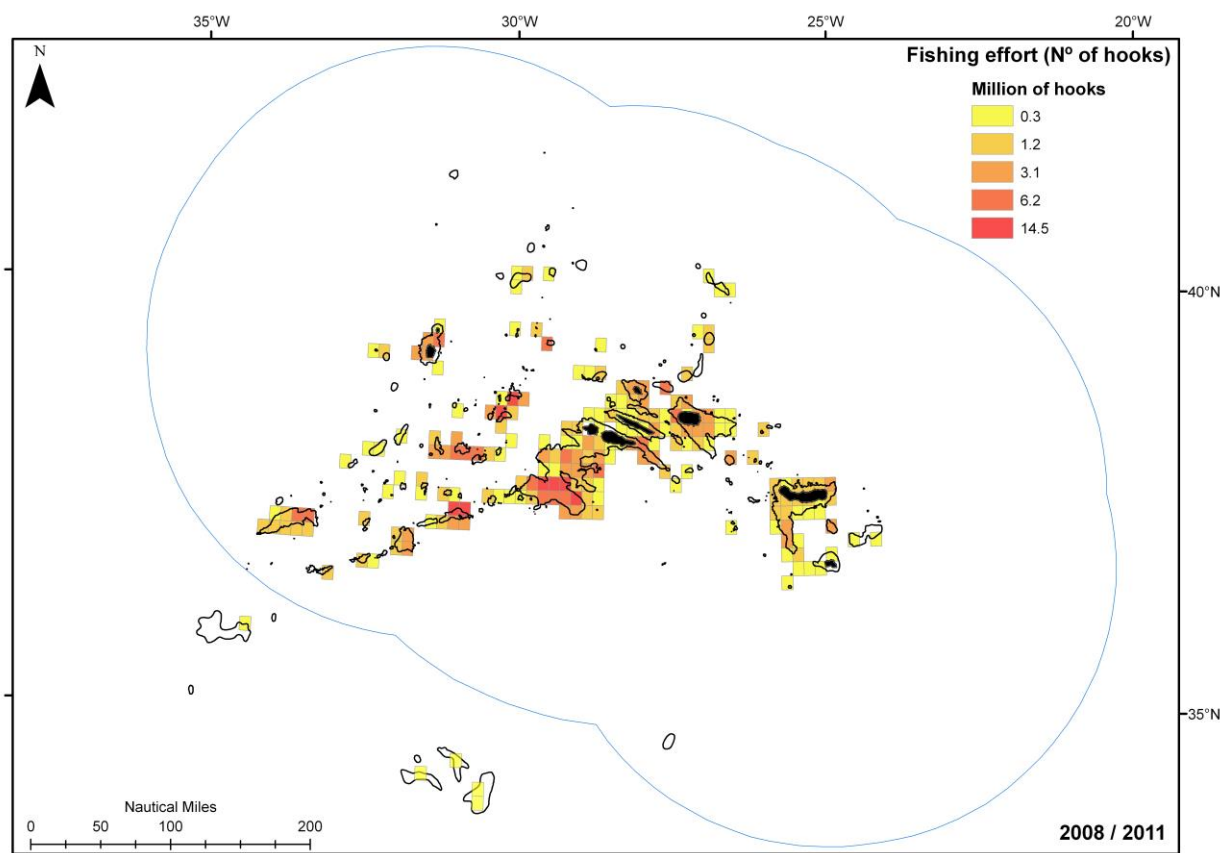 35°W 30°W 25°W 20°W
N
Fishing effort (Nº of hooks)
Million of hooks
0.3
1.2
3.1
6.2
14.5
40°N
35°N
Nautical Miles
0 50 100 200
2008 / 2011